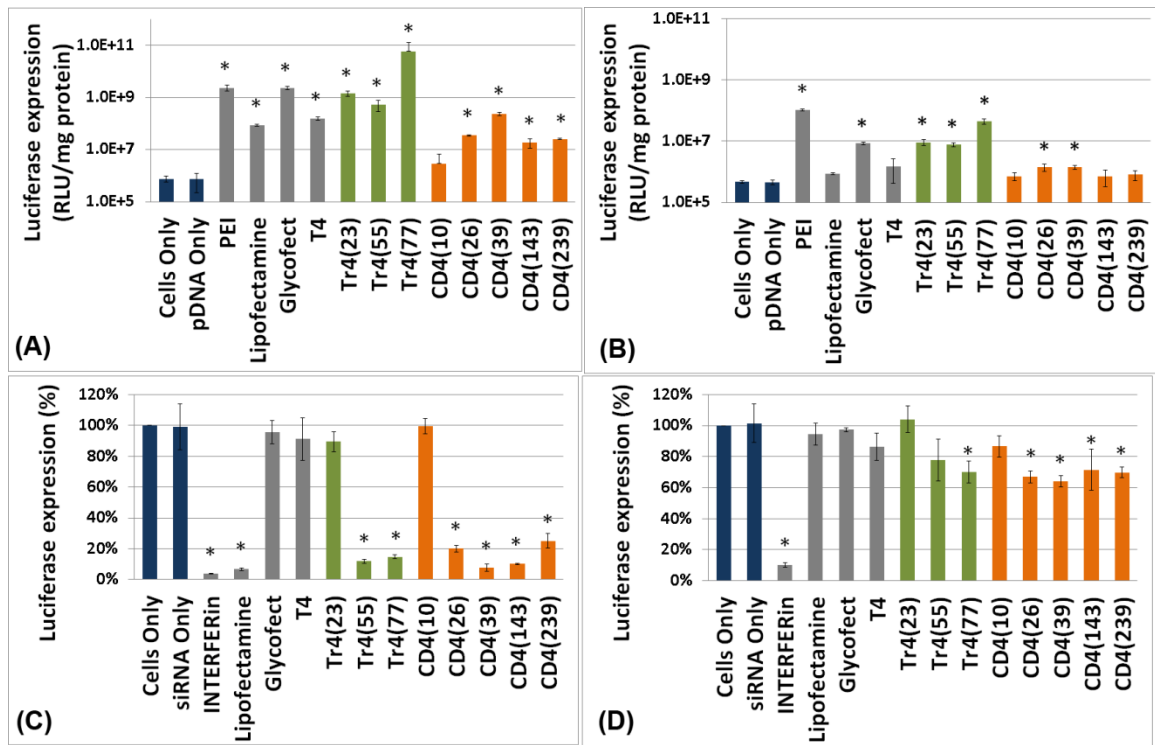 Luciferase expression
(RLU/mg protein)
1.0E+11
1.0E+9
1.0E+7
1.0E+5
*
*
*
*
*
*
*
*
*
*
*
Cells Only
pDNA Only
PEI
Lipofectamine
Glycofect
T4
Tr4(23)
Tr4(55)
Tr4(77)
CD4(10)
CD4(26)
CD4(39)
CD4(143)
CD4(239)
(A)
Luciferase expression
(RLU/mg protein)
1.0E+11
1.0E+9
1.0E+7
1.0E+5
*
*
*
*
*
*
*
Cells Only
pDNA Only
PEI
Lipofectamine
Glycofect
T4
Tr4(23)
Tr4(55)
Tr4(77)
CD4(10)
CD4(26)
CD4(39)
CD4(143)
CD4(239)
(B)
Luciferase expression (%)
120%
100%
80%
60%
40%
20%
0%
*
*
*
*
*
*
*
*
Cells Only
siRNA Only
INTERFERin
Lipofectamine
Glycofect
T4
Tr4(23)
Tr4(55)
Tr4(77)
CD4(10)
CD4(26)
CD4(39)
CD4(143)
CD4(239)
(C)
Luciferase expression (%)
120%
100%
80%
60%
40%
20%
0%
*
*
*
*
*
*
Cells Only
siRNA Only
INTERFERin
Lipofectamine
Glycofect
T4
Tr4(23)
Tr4(55)
Tr4(77)
CD4(10)
CD4(26)
CD4(39)
CD4(143)
CD4(239)
(D)